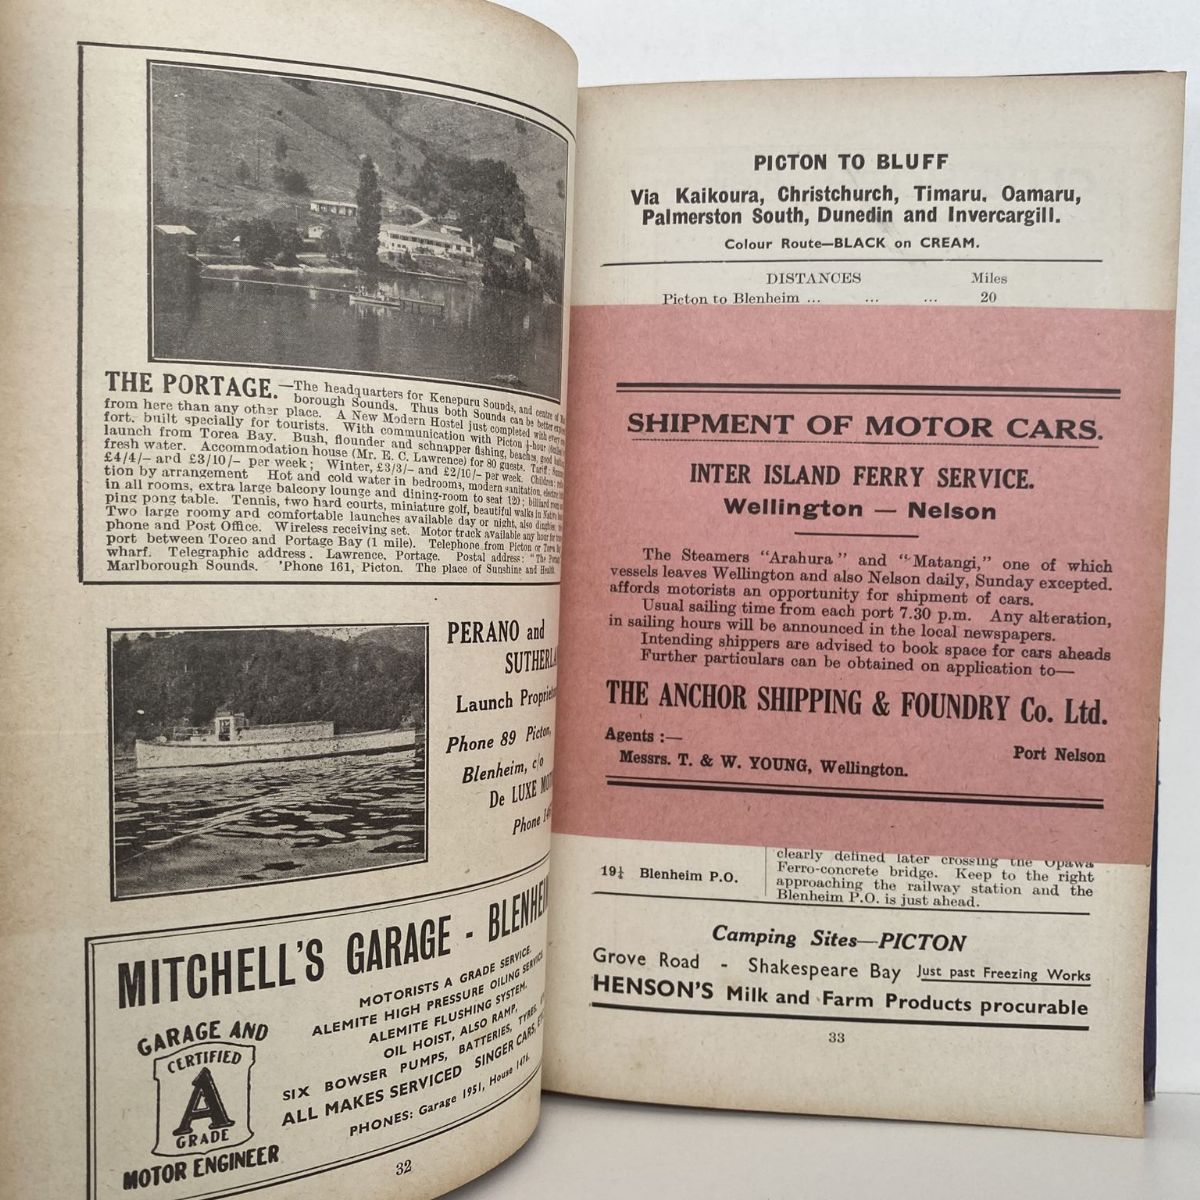 THE PORTAGE.—The headquarters for Kenepuru Sounds, and centre of
borough Sounds. Thus both Sounds can be better
from here than any other place. A New Modern Hostel just completed with every
fort, built specially for tourists. With communication with Picton ½-hour
launch from Torea Bay. Bush, flounder and schnapper fishing, beaches, good
fresh water. Accommodation house (Mr. E. C. Lawrence) for 80 guests. Tariff:
£4/4/- and £3/10/- per week; Winter, £3/3/- and £2/10/- per week. Children:
tion by arrangement Hot and cold water in bedrooms, modern sanitation, electric
in all rooms, extra large balcony lounge and dining-room to seat 120; billiard room
ping pong table. Tennis, two hard courts, miniature golf, beautiful walks in
Two large roomy and comfortable launches available day or night, also dinghies
phone and Post Office. Wireless receiving set. Motor track available any hour for
port between Toreo and Portage Bay (1 mile). Telephone from Picton or
wharf. Telegraphic address. Lawrence, Portage. Postal address: "The
Marlborough Sounds. 'Phone 161, Picton. The place of Sunshine and Health.
PERANO and
Launch
Phone 89 Picton,
Blenheim, c/o
De LUXE
Phone
MITCHELL'S GARAGE - BLENHEIM
MOTORISTS A GRADE SERVICE.
ALEMITE HIGH PRESSURE OILING SERVICE
ALEMITE FLUSHING SYSTEM.
OIL HOIST, ALSO RAMP,
SIX BOWSER PUMPS, BATTERIES, TYRES,
ALL MAKES SERVICED SINGER CARS,
PHONES: Garage 1951, House 1476.
GARAGE AND
CERTIFIED
A
GRADE
MOTOR ENGINEER
32
PICTON TO BLUFF
Via Kaikoura, Christchurch, Timaru. Oamaru,
Palmerston South, Dunedin and Invercargill.
Colour Route—BLACK on CREAM.
DISTANCES Miles
Picton to Blenheim ... ... ... 20
SHIPMENT OF MOTOR CARS.
INTER ISLAND FERRY SERVICE.
Wellington — Nelson
The Steamers "Arahura" and "Matangi," one of which
vessels leaves Wellington and also Nelson daily, Sunday excepted.
affords motorists an opportunity for shipment of cars.
Usual sailing time from each port 7.30 p.m. Any alteration,
in sailing hours will be announced in the local newspapers.
Intending shippers are advised to book space for cars aheads
Further particulars can be obtained on application to—
THE ANCHOR SHIPPING & FOUNDRY Co. Ltd.
Agents :— Port Nelson
Messrs. T. & W. YOUNG, Wellington.
clearly defined later crossing the Opawa
Ferro-concrete bridge. Keep to the right
19¼ Blenheim P.O. approaching the railway station and the
Blenheim P.O. is just ahead.
Camping Sites—PICTON
Grove Road - Shakespeare Bay Just past Freezing Works
HENSON'S Milk and Farm Products procurable
33